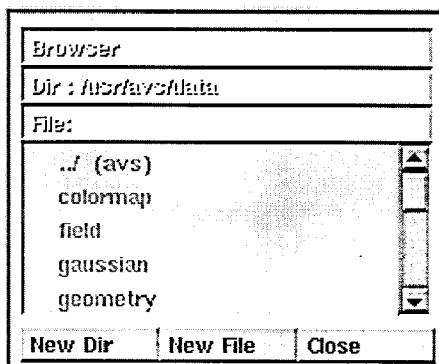 Browser
Dir : /usr/avs/data
File:
../ (avs)
colormap
field
gaussian
geometry
New Dir New File Close